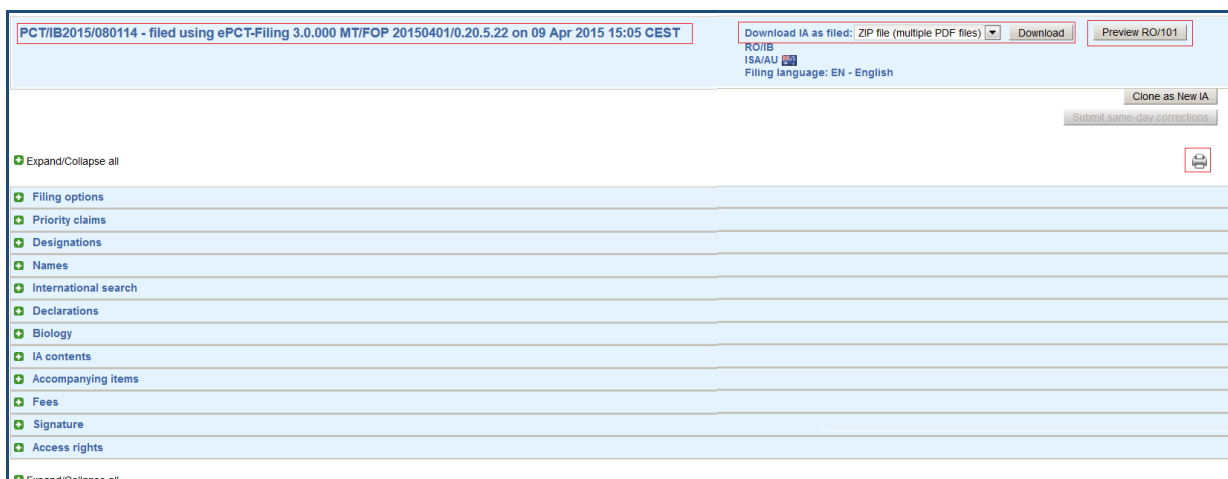 PCT/IB2015/080114 - filed using ePCT-Filing 3.0.000 MT/FOP 20150401/0.20.5.22 on 09 Apr 2015 15:05 CEST
Download IA as filed: ZIP file (multiple PDF files) Download Preview RO/101
RO/IB
ISA/AU
Filing language: EN - English
Clone as New IA
Submit same-day corrections
Expand/Collapse all
Filing options
Priority claims
Designations
Names
International search
Declarations
Biology
IA contents
Accompanying items
Fees
Signature
Access rights
Expand/Collapse all